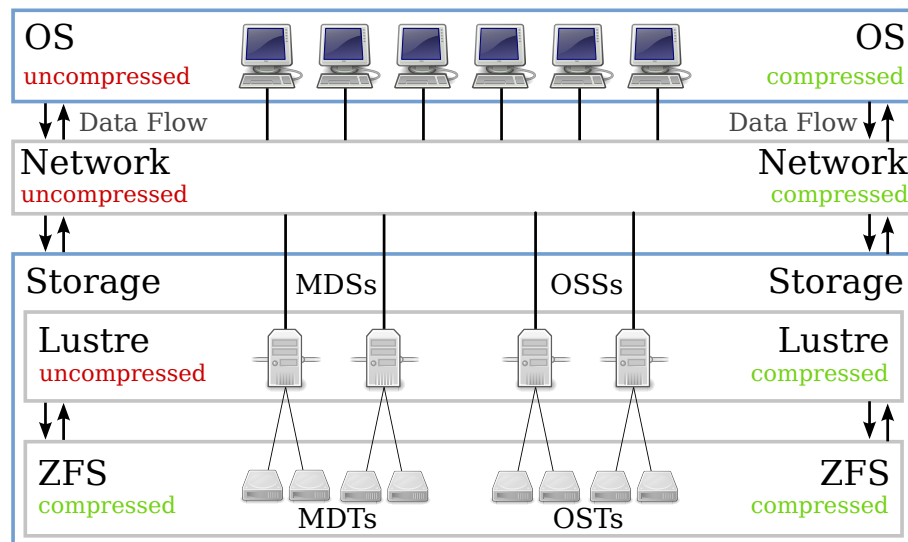 OS
OS
uncompressed
compressed
Data Flow
Data Flow
Network
Network
uncompressed
compressed
Storage
MDSs
OSSs
Storage
Lustre
Lustre
uncompressed
compressed
ZFS
ZFS
compressed
compressed
MDTs
OSTs